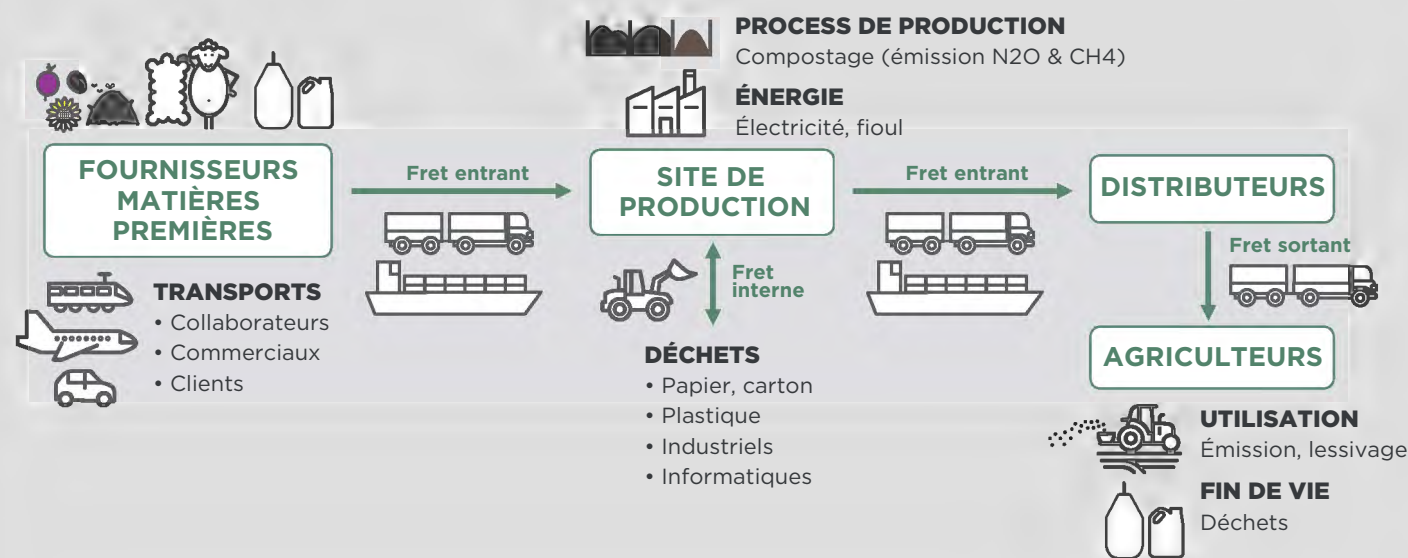 PROCESS DE PRODUCTION
Compostage (émission N2O & CH4)
ÉNERGIE
Électricité, fioul
FOURNISSEURS
MATIÈRES
PREMIÈRES
Fret entrant
SITE DE
PRODUCTION
Fret entrant
DISTRIBUTEURS
Fret sortant
Fret
interne
TRANSPORTS
• Collaborateurs
• Commerciaux
• Clients
DÉCHETS
• Papier, carton
• Plastique
• Industriels
• Informatiques
AGRICULTEURS
UTILISATION
Émission, lessivage
FIN DE VIE
Déchets